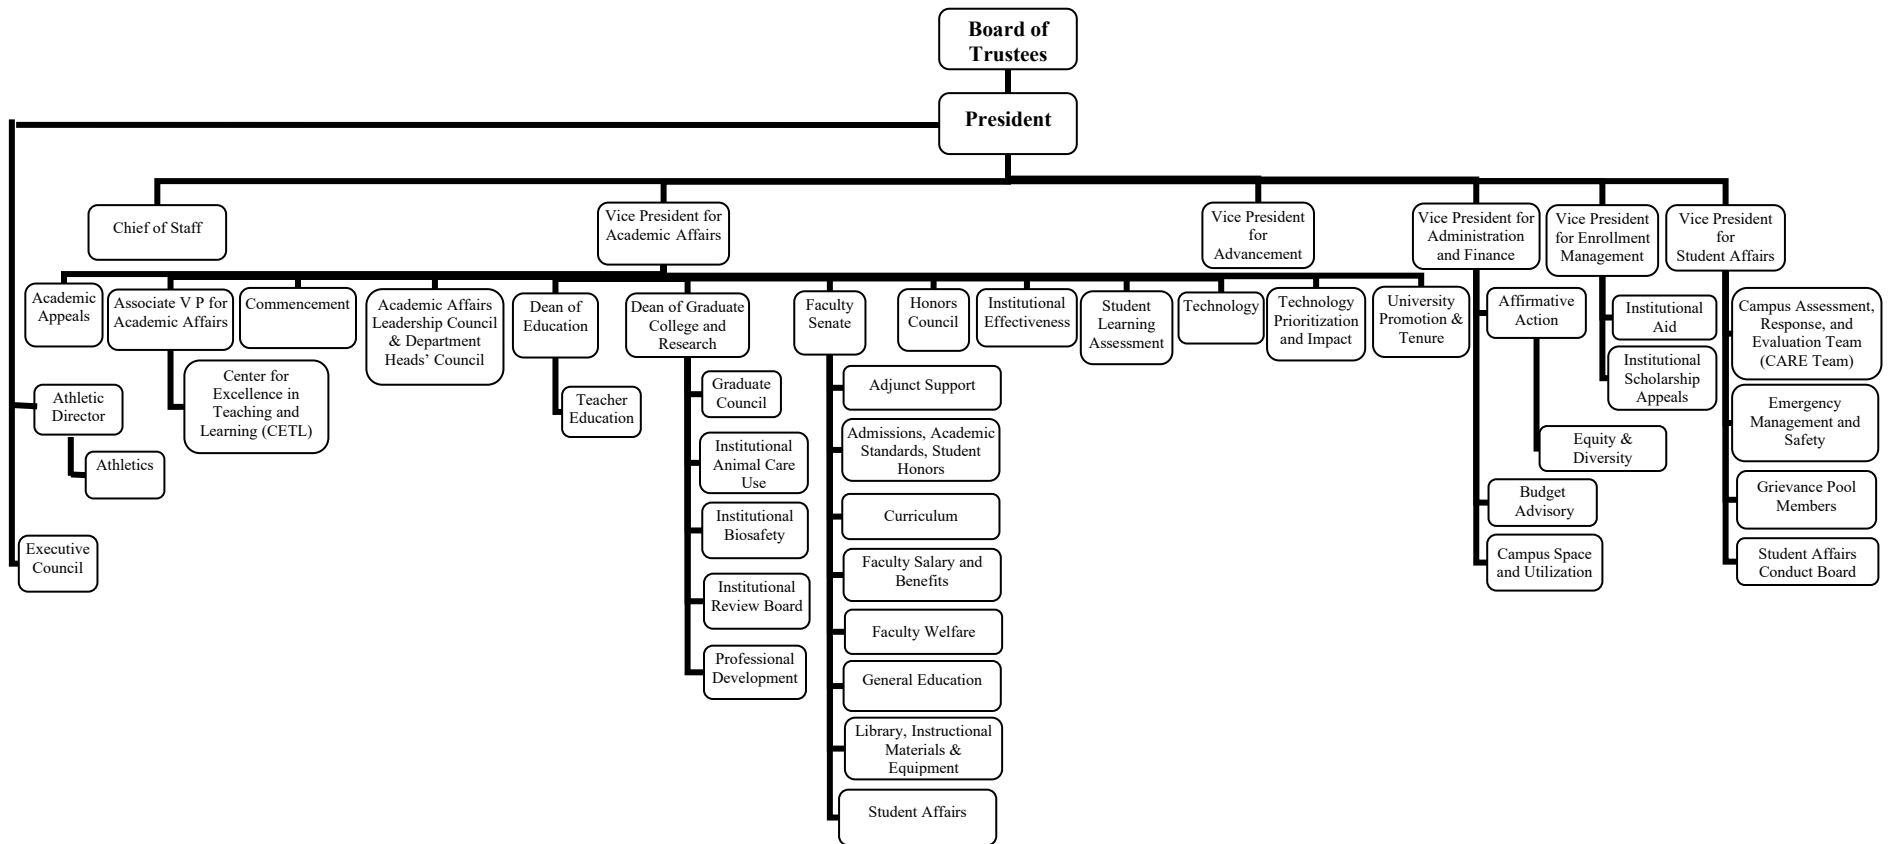 Board of
Trustees
President
Chief of Staff
Vice President for
Academic Affairs
Vice President
for
Advancement
Vice President for
Administration
and Finance
Vice President
for Enrollment
Management
Vice President
for
Student Affairs
Academic
Appeals
Associate V P for
Academic Affairs
Commencement
Academic Affairs
Leadership Council
& Department
Heads’ Council
Dean of
Education
Dean of Graduate
College and
Research
Faculty
Senate
Honors
Council
Institutional
Effectiveness
Student
Learning
Assessment
Technology
Technology
Prioritization
and Impact
University
Promotion &
Tenure
Affirmative
Action
Institutional
Aid
Campus Assessment,
Response, and
Evaluation Team
(CARE Team)
Center for
Excellence in
Teaching and
Learning (CETL)
Teacher
Education
Graduate
Council
Institutional
Animal Care
Use
Institutional
Biosafety
Institutional
Review Board
Professional
Development
Adjunct Support
Admissions, Academic
Standards, Student
Honors
Curriculum
Faculty Salary and
Benefits
Faculty Welfare
General Education
Library, Instructional
Materials &
Equipment
Student Affairs
Institutional
Scholarship
Appeals
Equity &
Diversity
Budget
Advisory
Campus Space
and Utilization
Emergency
Management and
Safety
Grievance Pool
Members
Student Affairs
Conduct Board
Athletic
Director
Athletics
Executive
Council